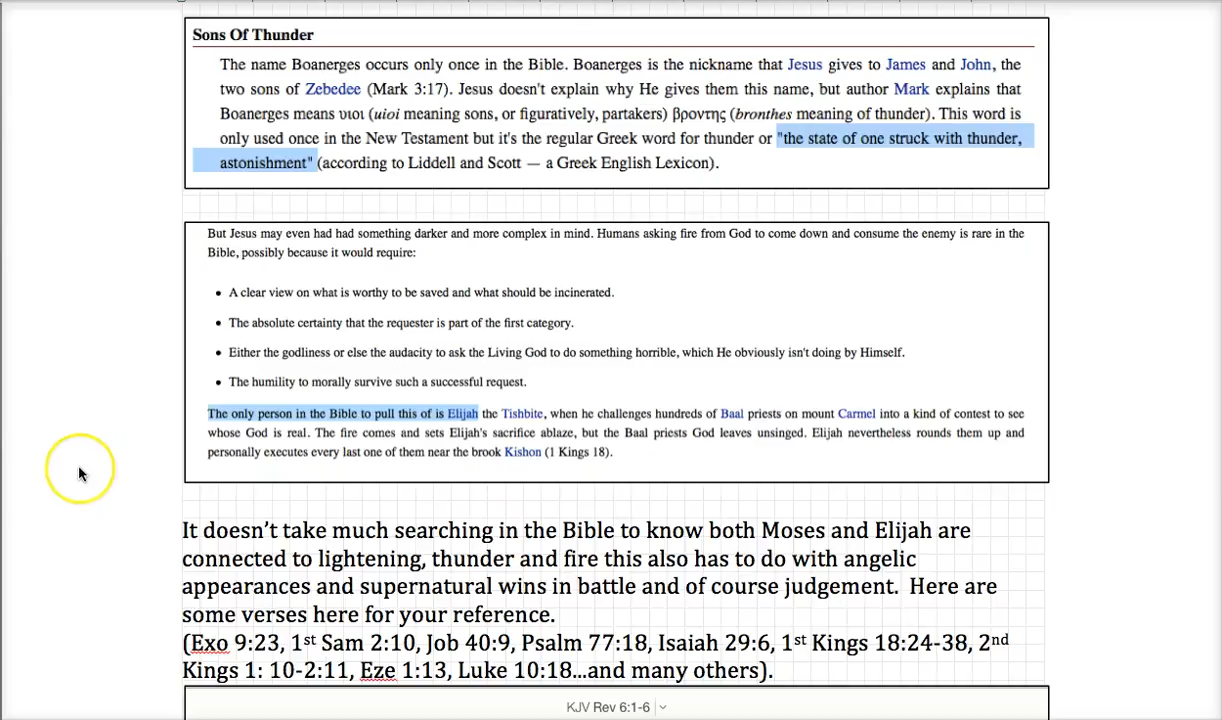 Sons Of Thunder
The name Boanerges occurs only once in the Bible. Boanerges is the nickname that Jesus gives to James and John, the
two sons of Zebedee (Mark 3:17). Jesus doesn't explain why He gives them this name, but author Mark explains that
Boanerges means υιοι (uioi meaning sons, or figuratively, partakers) βροντης (bronthes meaning of thunder). This word is
only used once in the New Testament but it's the regular Greek word for thunder or "the state of one struck with thunder,
astonishment" (according to Liddell and Scott — a Greek English Lexicon).
But Jesus may even had had something darker and more complex in mind. Humans asking fire from God to come down and consume the enemy is rare in the
Bible, possibly because it would require:
• A clear view on what is worthy to be saved and what should be incinerated.
• The absolute certainty that the requester is part of the first category.
• Either the godliness or else the audacity to ask the Living God to do something horrible, which He obviously isn't doing by Himself.
• The humility to morally survive such a successful request.
The only person in the Bible to pull this of is Elijah the Tishbite, when he challenges hundreds of Baal priests on mount Carmel into a kind of contest to see
whose God is real. The fire comes and sets Elijah's sacrifice ablaze, but the Baal priests God leaves unsinged. Elijah nevertheless rounds them up and
personally executes every last one of them near the brook Kishon (1 Kings 18).
It doesn't take much searching in the Bible to know both Moses and Elijah are
connected to lightening, thunder and fire this also has to do with angelic
appearances and supernatural wins in battle and of course judgement.  Here are
some verses here for your reference.
(Exo 9:23, 1st Sam 2:10, Job 40:9, Psalm 77:18, Isaiah 29:6, 1st Kings 18:24-38, 2nd
Kings 1: 10-2:11, Eze 1:13, Luke 10:18...and many others).
KJV Rev 6:1-6